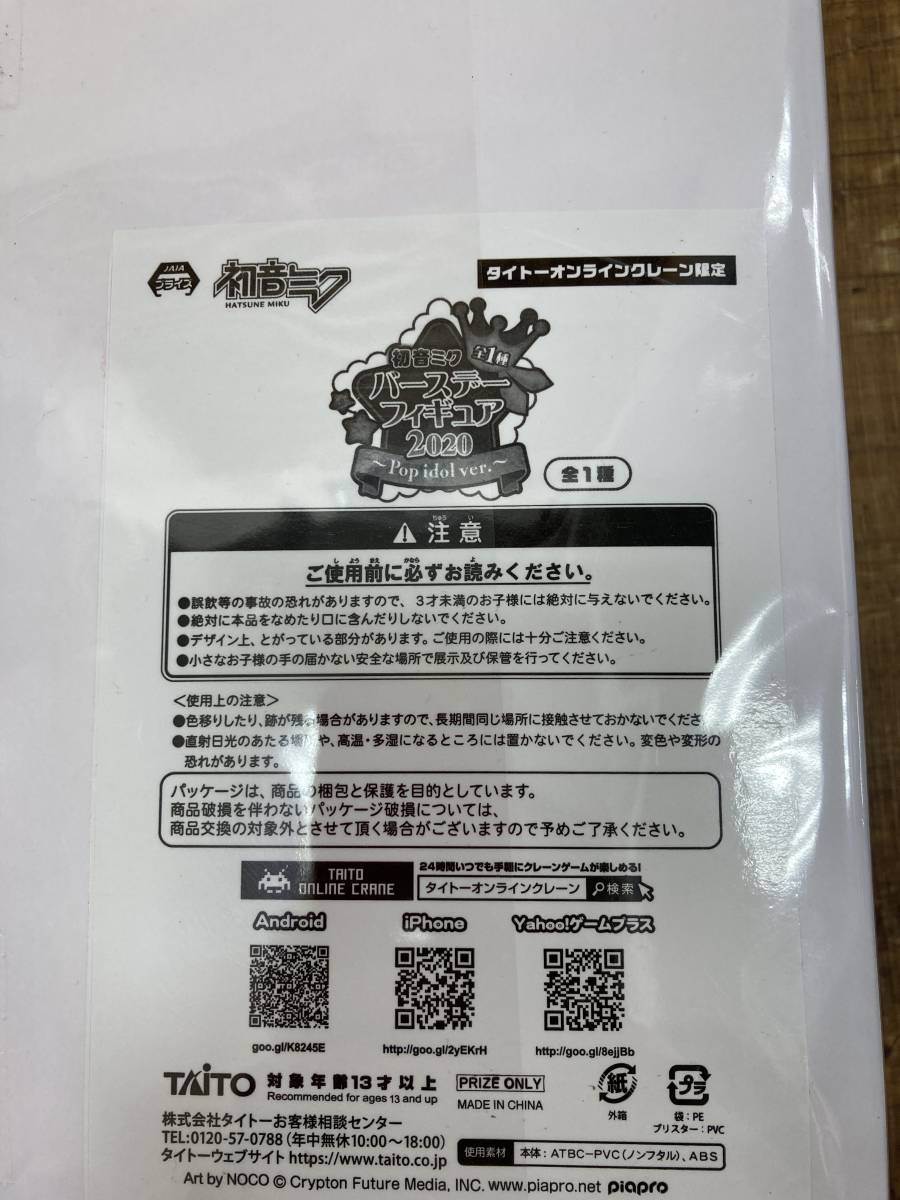 JAIA
プライズ
初音ミク
HATSUNE MIKU
タイトーオンラインクレーン限定
初音ミク
全1種
バースデー
フィギュア
2020
～Pop idol ver.～
全1種
注意
ご使用前に必ずお読みください。
●誤飲等の事故の恐れがありますので、3才未満のお子様には絶対に与えないでください。
●絶対に本品をなめたり口に含んだりしないでください。
●デザイン上、とがっている部分があります。ご使用の際には十分ご注意ください。
●小さなお子様の手の届かない安全な場所で展示及び保管を行ってください。
＜使用上の注意＞
●色移りしたり、跡が残る場合がありますので、長期間同じ場所に接触させておかないでくださ
●直射日光のあたる場所や、高温・多湿になるところには置かないでください。変色や変形の
恐れがあります。
パッケージは、商品の梱包と保護を目的としています。
商品破損を伴わないパッケージ破損については、
商品交換の対象外とさせて頂く場合がございますので予めご了承ください。
TAITO
ONLINE CRANE
24時間いつでも手軽にクレーンゲームが楽しめる!
タイトーオンラインクレーン 検索
Android iPhone Yahoo!ゲームプラス
goo.gl/K8245E http://goo.gl/2yEKrH http://goo.gl/8ejjBb
TAITO 対象年齢13才以上
Recommended for ages 13 and up
PRIZE ONLY
MADE IN CHINA
紙
外箱
プラ
袋:PE
ブリスター:PVC
株式会社タイトーお客様相談センター
TEL:0120-57-0788(年中無休10:00～18:00)
タイトーウェブサイト https://www.taito.co.jp
使用素材 本体:ATBC-PVC(ノンフタル)、ABS
Art by NOCO © Crypton Future Media, INC. www.piapro.net piapro